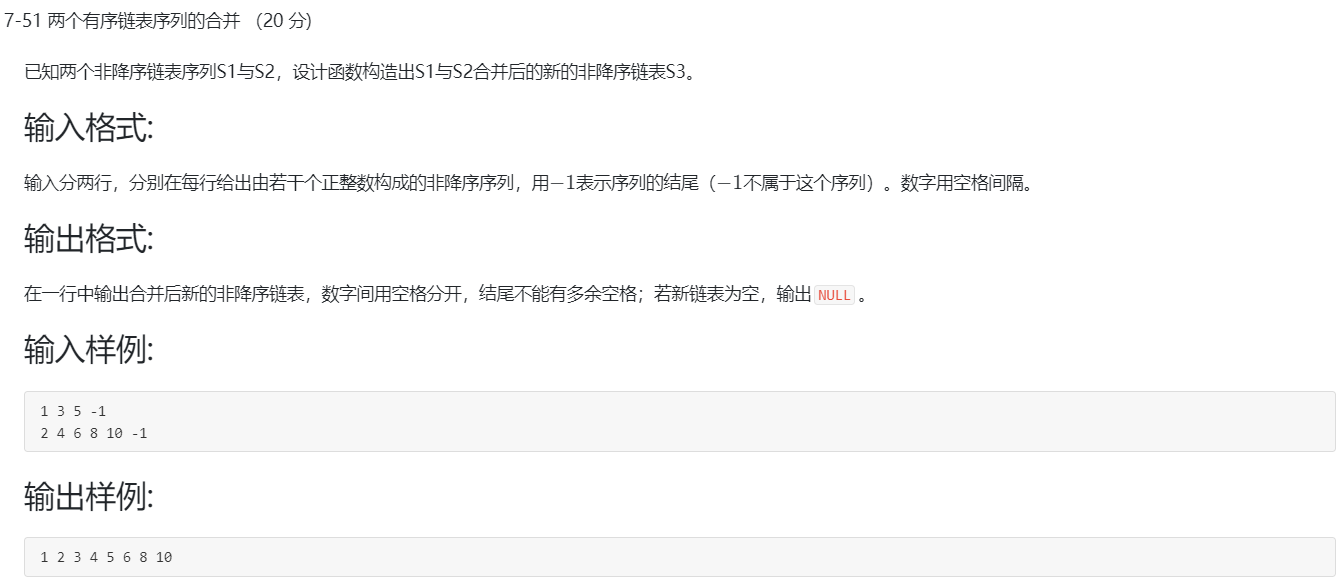 7-51 两个有序链表序列的合并 （20 分)
已知两个非降序链表序列S1与S2，设计函数构造出S1与S2合并后的新的非降序链表S3。
输入格式:
输入分两行，分别在每行给出由若干个正整数构成的非降序序列，用−1表示序列的结尾（−1不属于这个序列）。数字用空格间隔。
输出格式:
在一行中输出合并后新的非降序链表，数字间用空格分开，结尾不能有多余空格；若新链表为空，输出NULL。
输入样例:
1 3 5 -1
2 4 6 8 10 -1
输出样例:
1 2 3 4 5 6 8 10